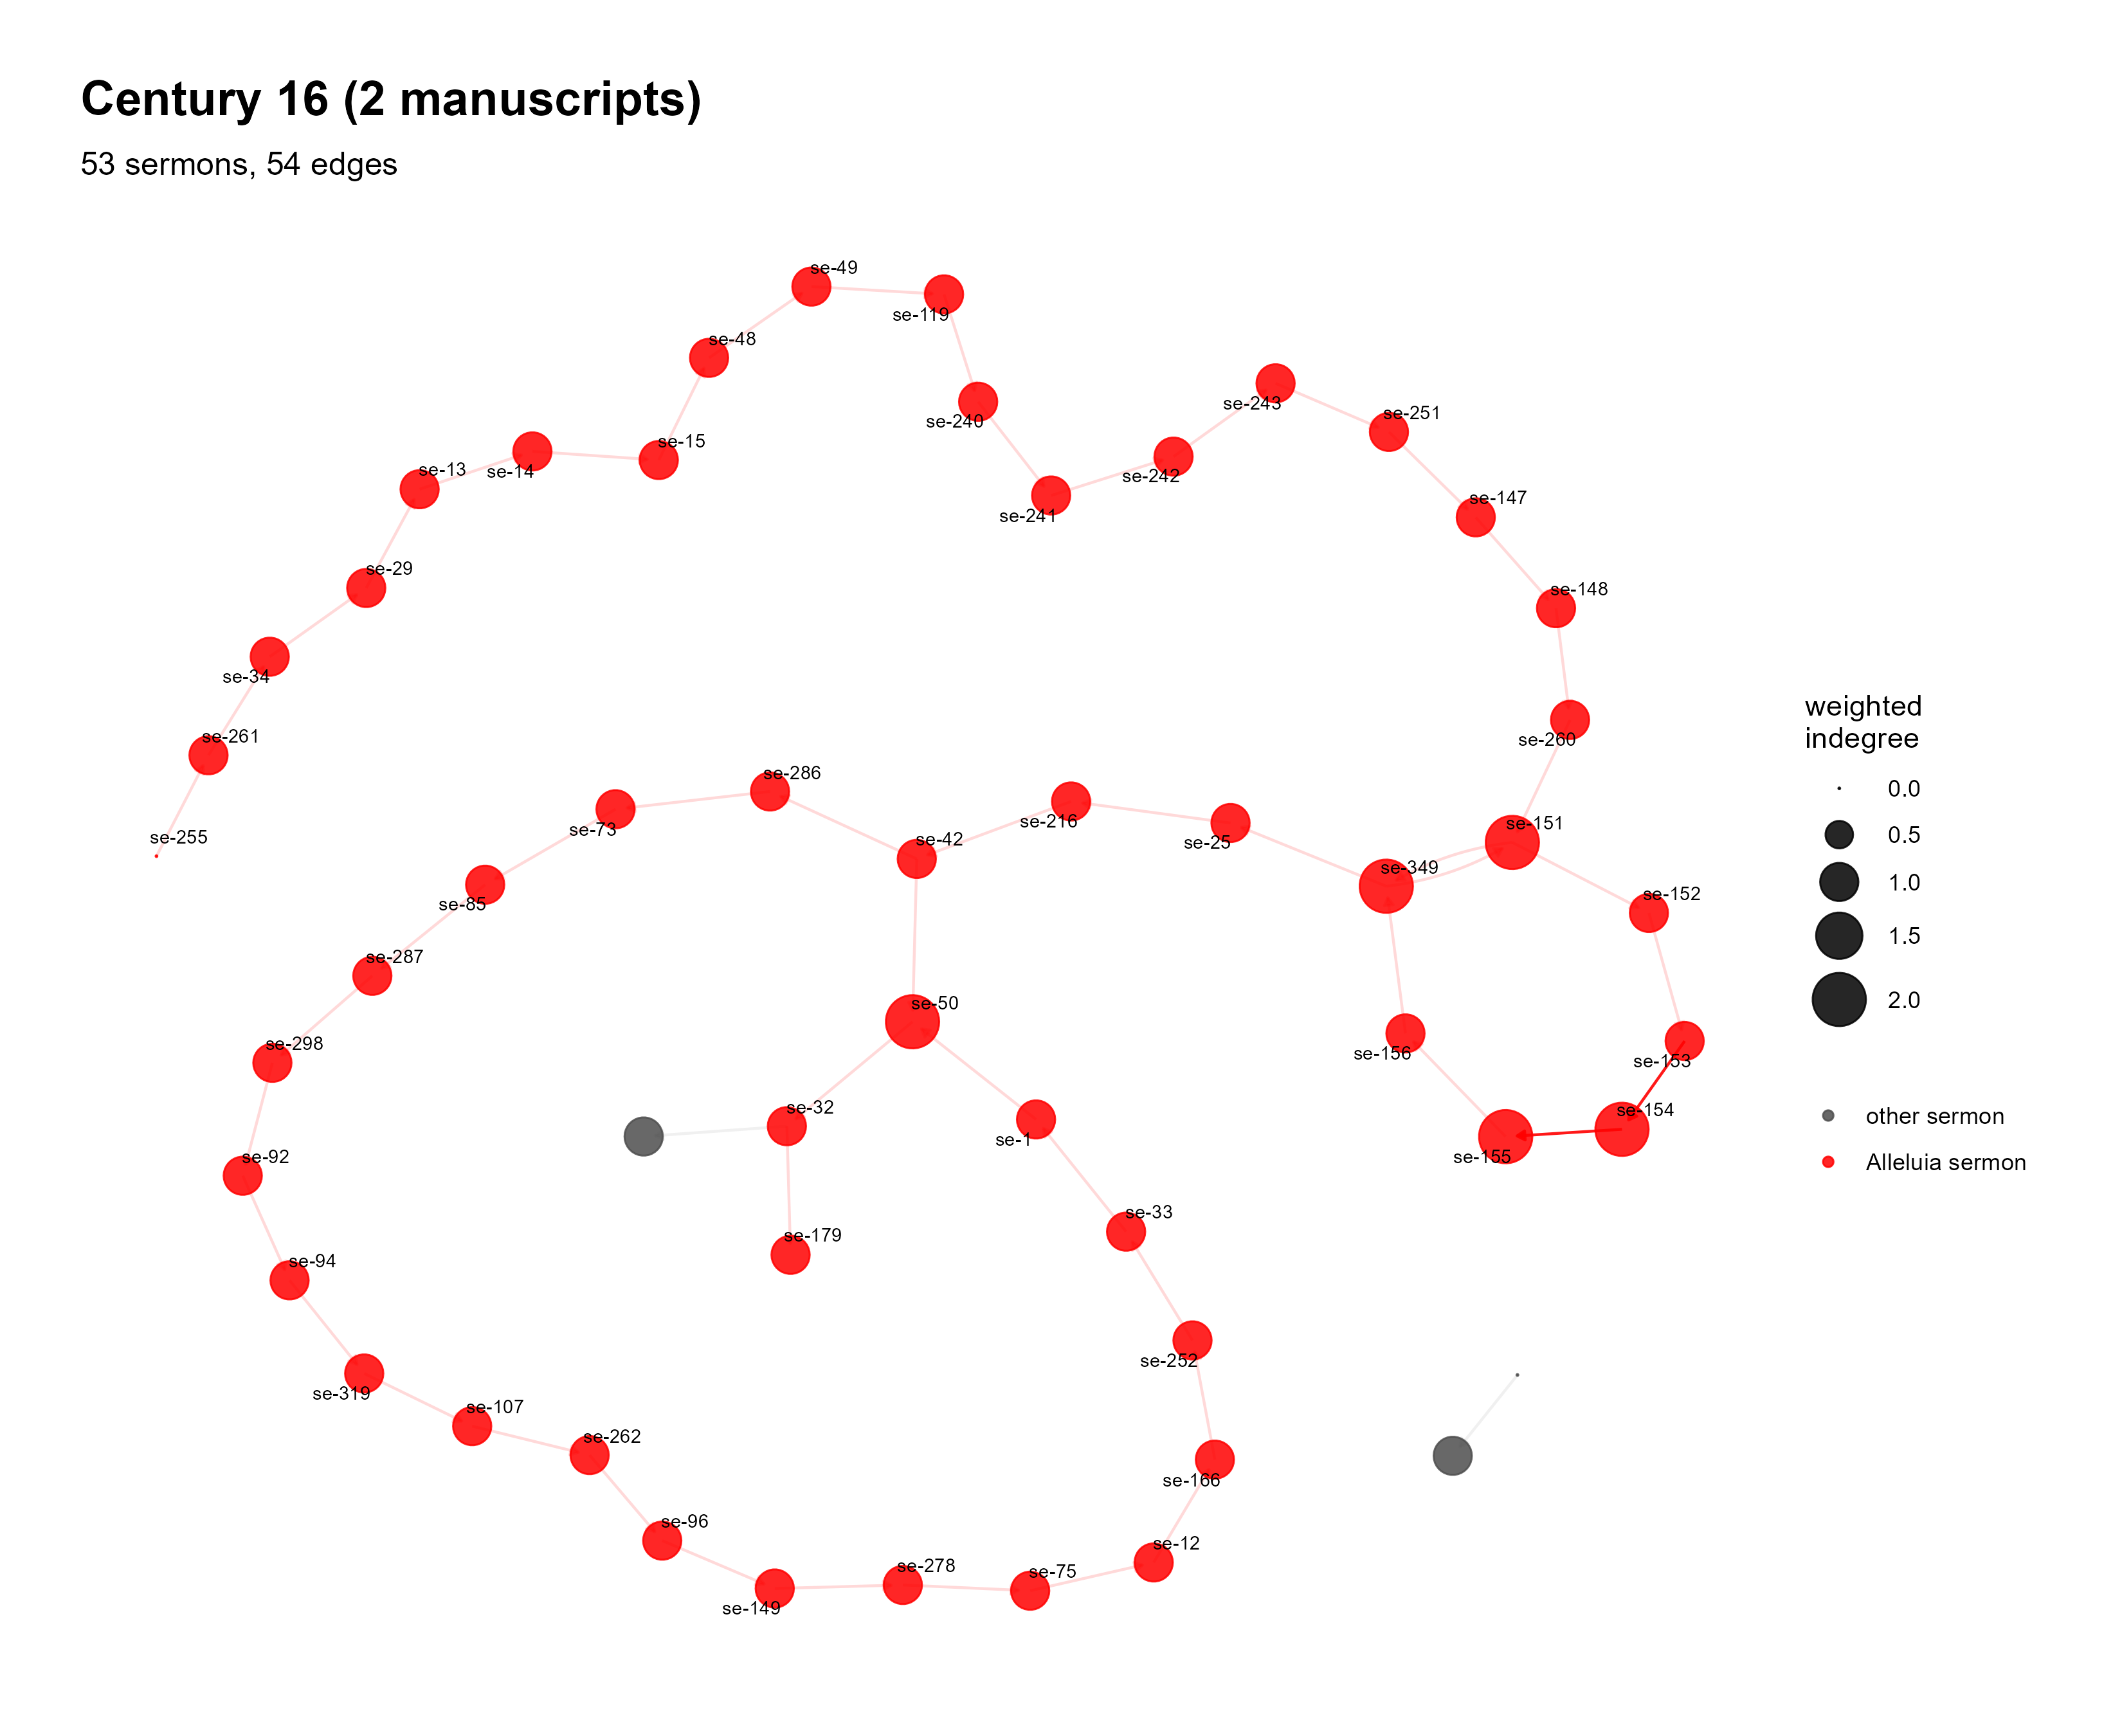 Century 16 (2 manuscripts)
53 sermons, 54 edges
se-49
se-119
se-48
se-243
se-251
se-240
se-15
se-13
se-14
se-242
se-147
se-241
se-29
se-148
se-34
weighted
indegree
se-261
se-260
se-286
0.0
se-216
se-151
se-73
0.5
se-255
se-42
se-25
se-349
1.0
se-152
se-85
1.5
se-287
2.0
se-50
se-298
se-156
se-153
se-32
se-154
other sermon
se-1
se-92
se-155
Alleluia sermon
se-33
se-179
se-94
se-252
se-319
se-107
se-262
se-166
se-96
se-12
se-278
se-75
se-149